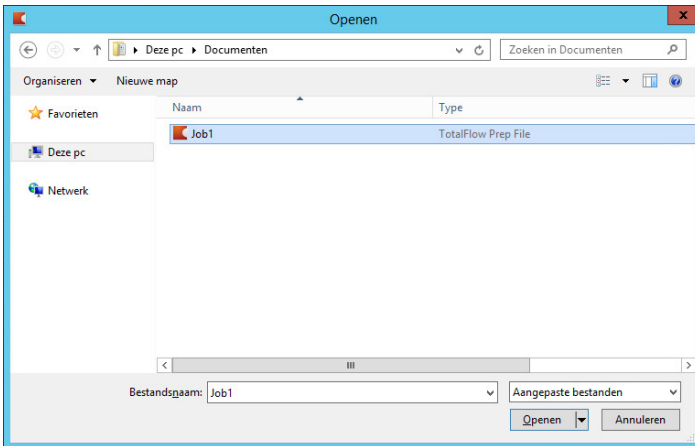 Openen
Deze pc Documenten
Zoeken in Documenten
Organiseren Nieuwe map
Favorieten
Deze pc
Netwerk
Naam Type
Job1 TotalFlow Prep File
Bestandsnaam: Job1 Aangepaste bestanden
Openen Annuleren